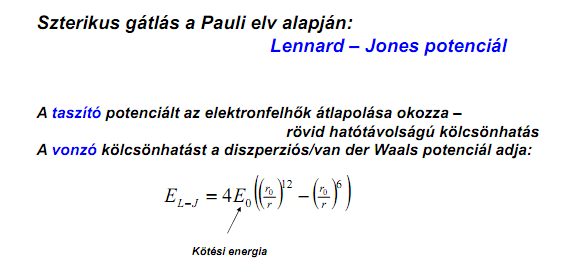 Szterikus gátlás a Pauli elv alapján:
Lennard – Jones potenciál
A taszító potenciált az elektronfelhők átlapolása okozza –
rövid hatótávolságú kölcsönhatás
A vonzó kölcsönhatást a diszperziós/van der Waals potenciál adja:
E_{L-J} = 4E_0((r_0/r)^{12} − (r_0/r)^6)
Kötési energia